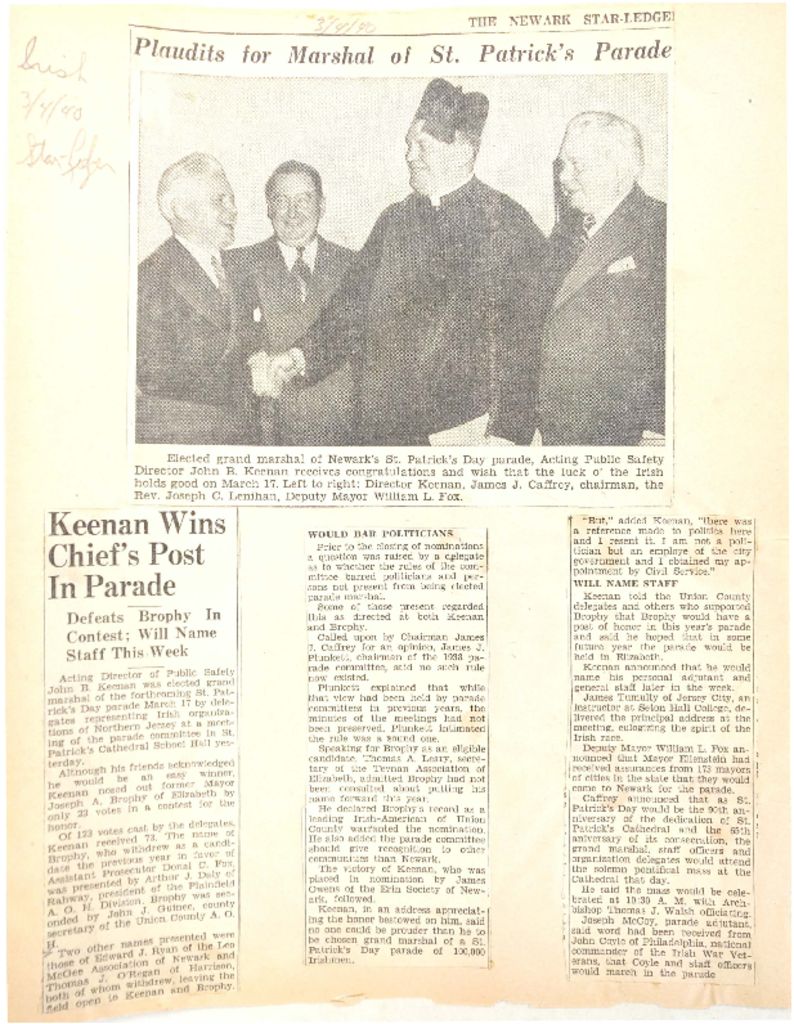 3/4/40
THE NEWARK STAR-LEDGE
Irish
3/4/40
Star-Ledger
Plaudits for Marshal of St. Patrick's Parade
Elected grand marshal of Newark's St. Patrick's Day parade, Acting Public Safety
Director John B. Keenan receives congratulations and wish that the luck o' the Irish
holds good on March 17. Left to right: Director Keenan, James J. Caffrey, chairman, the
Rev. Joseph C. Lenihan, Deputy Mayor William L. Fox.
Keenan Wins
Chief's Post
In Parade
Defeats Brophy In
Contest; Will Name
Staff This Week
Acting Director of Public Safety
John B. Keenan was elected grand
marshal of the forthcoming St. Pat-
rick's Day parade March 17 by dele-
gates representing Irish organiza-
tions of Northern Jersey at a meet-
ing of the parade committee in St.
Patrick's Cathedral School Hall yes-
terday.
Although his friends acknowledged
he would be an easy winner,
Keenan nosed out former Mayor
Joseph A. Brophy of Elizabeth by
only 23 votes in a contest for the
honor.
Of 123 votes cast by the delegates,
Keenan received 73. The name of
Brophy, who withdrew as a candi-
date the previous year in favor of
Assistant Prosecutor Donal C. Fox,
was presented by Arthur J. Daly of
Rahway, president of the Plainfield
A. O. H. Division. Brophy was sec-
onded by John J. Guinee, county
secretary of the Union County A. O.
H.
Two other names presented were
those of Edward J. Ryan of the Leo
McGee Association of Newark and
Thomas J. O'Regan of Harrison,
both of whom withdrew, leaving the
field open to Keenan and Brophy.
WOULD BAR POLITICIANS
Prior to the closing of nominations
a question was raised by a delegate
as to whether the rules of the com-
mittee barred politicians and per-
sons not present from being elected
parade marshal.
Some of those present regarded
this as directed at both Keenan
and Brophy.
Called upon by Chairman James
J. Caffrey for an opinion, James J.
Plunkett, chairman of the 1938 pa-
rade committee, said no such rule
now existed.
Plunkett explained that while
that view had been held by parade
committees in previous years, the
minutes of the meetings had not
been preserved. Plunkett intimated
the rule was a sound one.
Speaking for Brophy as an eligible
candidate, Thomas A. Leary, secre-
tary of the Tyrnan Association of
Elizabeth, admitted Brophy had not
been consulted about putting his
name forward this year.
He declared Brophy's record as a
leading Irish-American of Union
County warranted the nomination.
He also added the parade committee
should give recognition to other
communities than Newark.
The victory of Keenan, who was
placed in nomination by James
Owens of the Erin Society of New-
ark, followed.
Keenan, in an address appreciat-
ing the honor bestowed on him, said
no one could be prouder than he to
be chosen grand marshal of a St.
Patrick's Day parade of 100,000
Irishmen.
"But," added Keenan, "there was
a reference made to politics here
and I resent it. I am not a poli-
tician but an employe of the city
government and I obtained my ap-
pointment by Civil Service."
WILL NAME STAFF
Keenan told the Union County
delegates and others who supported
Brophy that Brophy would have a
post of honor in this year's parade
and said he hoped that in some
future year the parade would be
held in Elizabeth.
Keenan announced that he would
name his personal adjutant and
general staff later in the week.
James Tumulty of Jersey City, an
instructor at Seton Hall College, de-
livered the principal address at the
meeting, eulogizing the spirit of the
Irish race.
Deputy Mayor William L. Fox an-
nounced that Mayor Ellenstein had
received assurances from 173 mayors
of cities in the state that they would
come to Newark for the parade.
Caffrey announced that as St.
Patrick's Day would be the 90th an-
niversary of the dedication of St.
Patrick's Cathedral and the 65th
aniversary of its consecration, the
grand marshal, staff officers and
organization delegates would attend
the solemn pontifical mass at the
Cathedral that day.
He said the mass would be cele-
brated at 10:30 A. M. with Arch-
bishop Thomas J. Walsh officiating.
Joseph McCoy, parade adjutant,
said word had been received from
John Coyle of Philadelphia, national
commander of the Irish War Vet-
erans, that Coyle and staff officers
would march in the parade